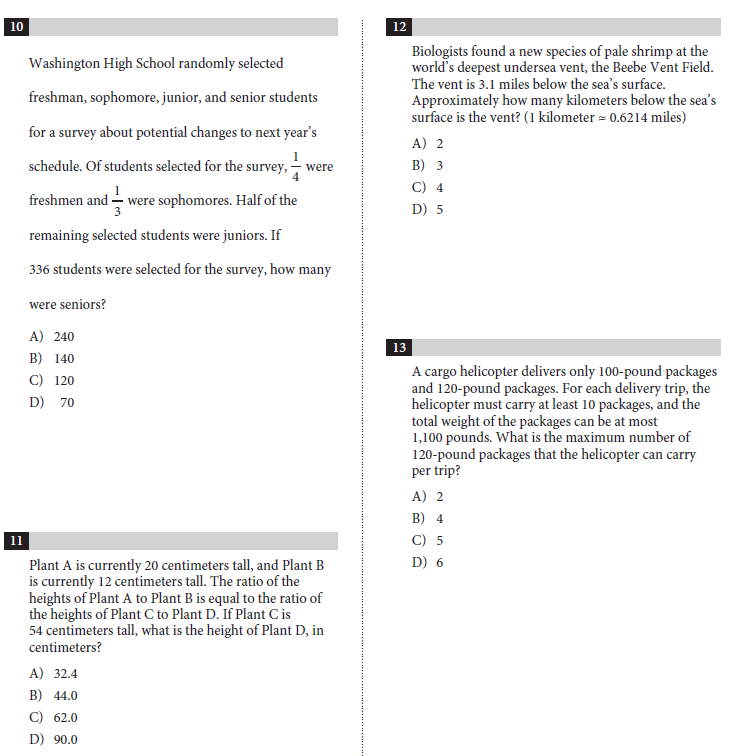 10
Washington High School randomly selected
freshman, sophomore, junior, and senior students
for a survey about potential changes to next year's
schedule. Of students selected for the survey, 1/4 were
freshmen and 1/3 were sophomores. Half of the
remaining selected students were juniors. If
336 students were selected for the survey, how many
were seniors?
A) 240
B) 140
C) 120
D) 70
11
Plant A is currently 20 centimeters tall, and Plant B
is currently 12 centimeters tall. The ratio of the
heights of Plant A to Plant B is equal to the ratio of
the heights of Plant C to Plant D. If Plant C is
54 centimeters tall, what is the height of Plant D, in
centimeters?
A) 32.4
B) 44.0
C) 62.0
D) 90.0
12
Biologists found a new species of pale shrimp at the
world's deepest undersea vent, the Beebe Vent Field.
The vent is 3.1 miles below the sea's surface.
Approximately how many kilometers below the sea's
surface is the vent? (1 kilometer ≈ 0.6214 miles)
A) 2
B) 3
C) 4
D) 5
13
A cargo helicopter delivers only 100-pound packages
and 120-pound packages. For each delivery trip, the
helicopter must carry at least 10 packages, and the
total weight of the packages can be at most
1,100 pounds. What is the maximum number of
120-pound packages that the helicopter can carry
per trip?
A) 2
B) 4
C) 5
D) 6